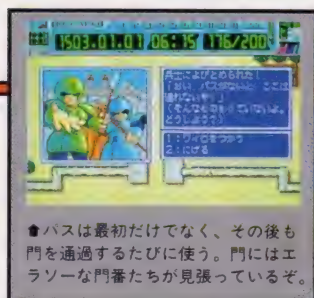 1503.01.01 06:15 176/200
兵士によびとめられた!
「おい パスがないと ここは
通れないぞ!」
(そんなものもっていないよ。
どうしよう?)
1:ワイロをつかう
2:にげる
⬆パスは最初だけでなく、その後も
門を通過するたびに使う。門にはエ
ラソーな門番たちが見張っているぞ。